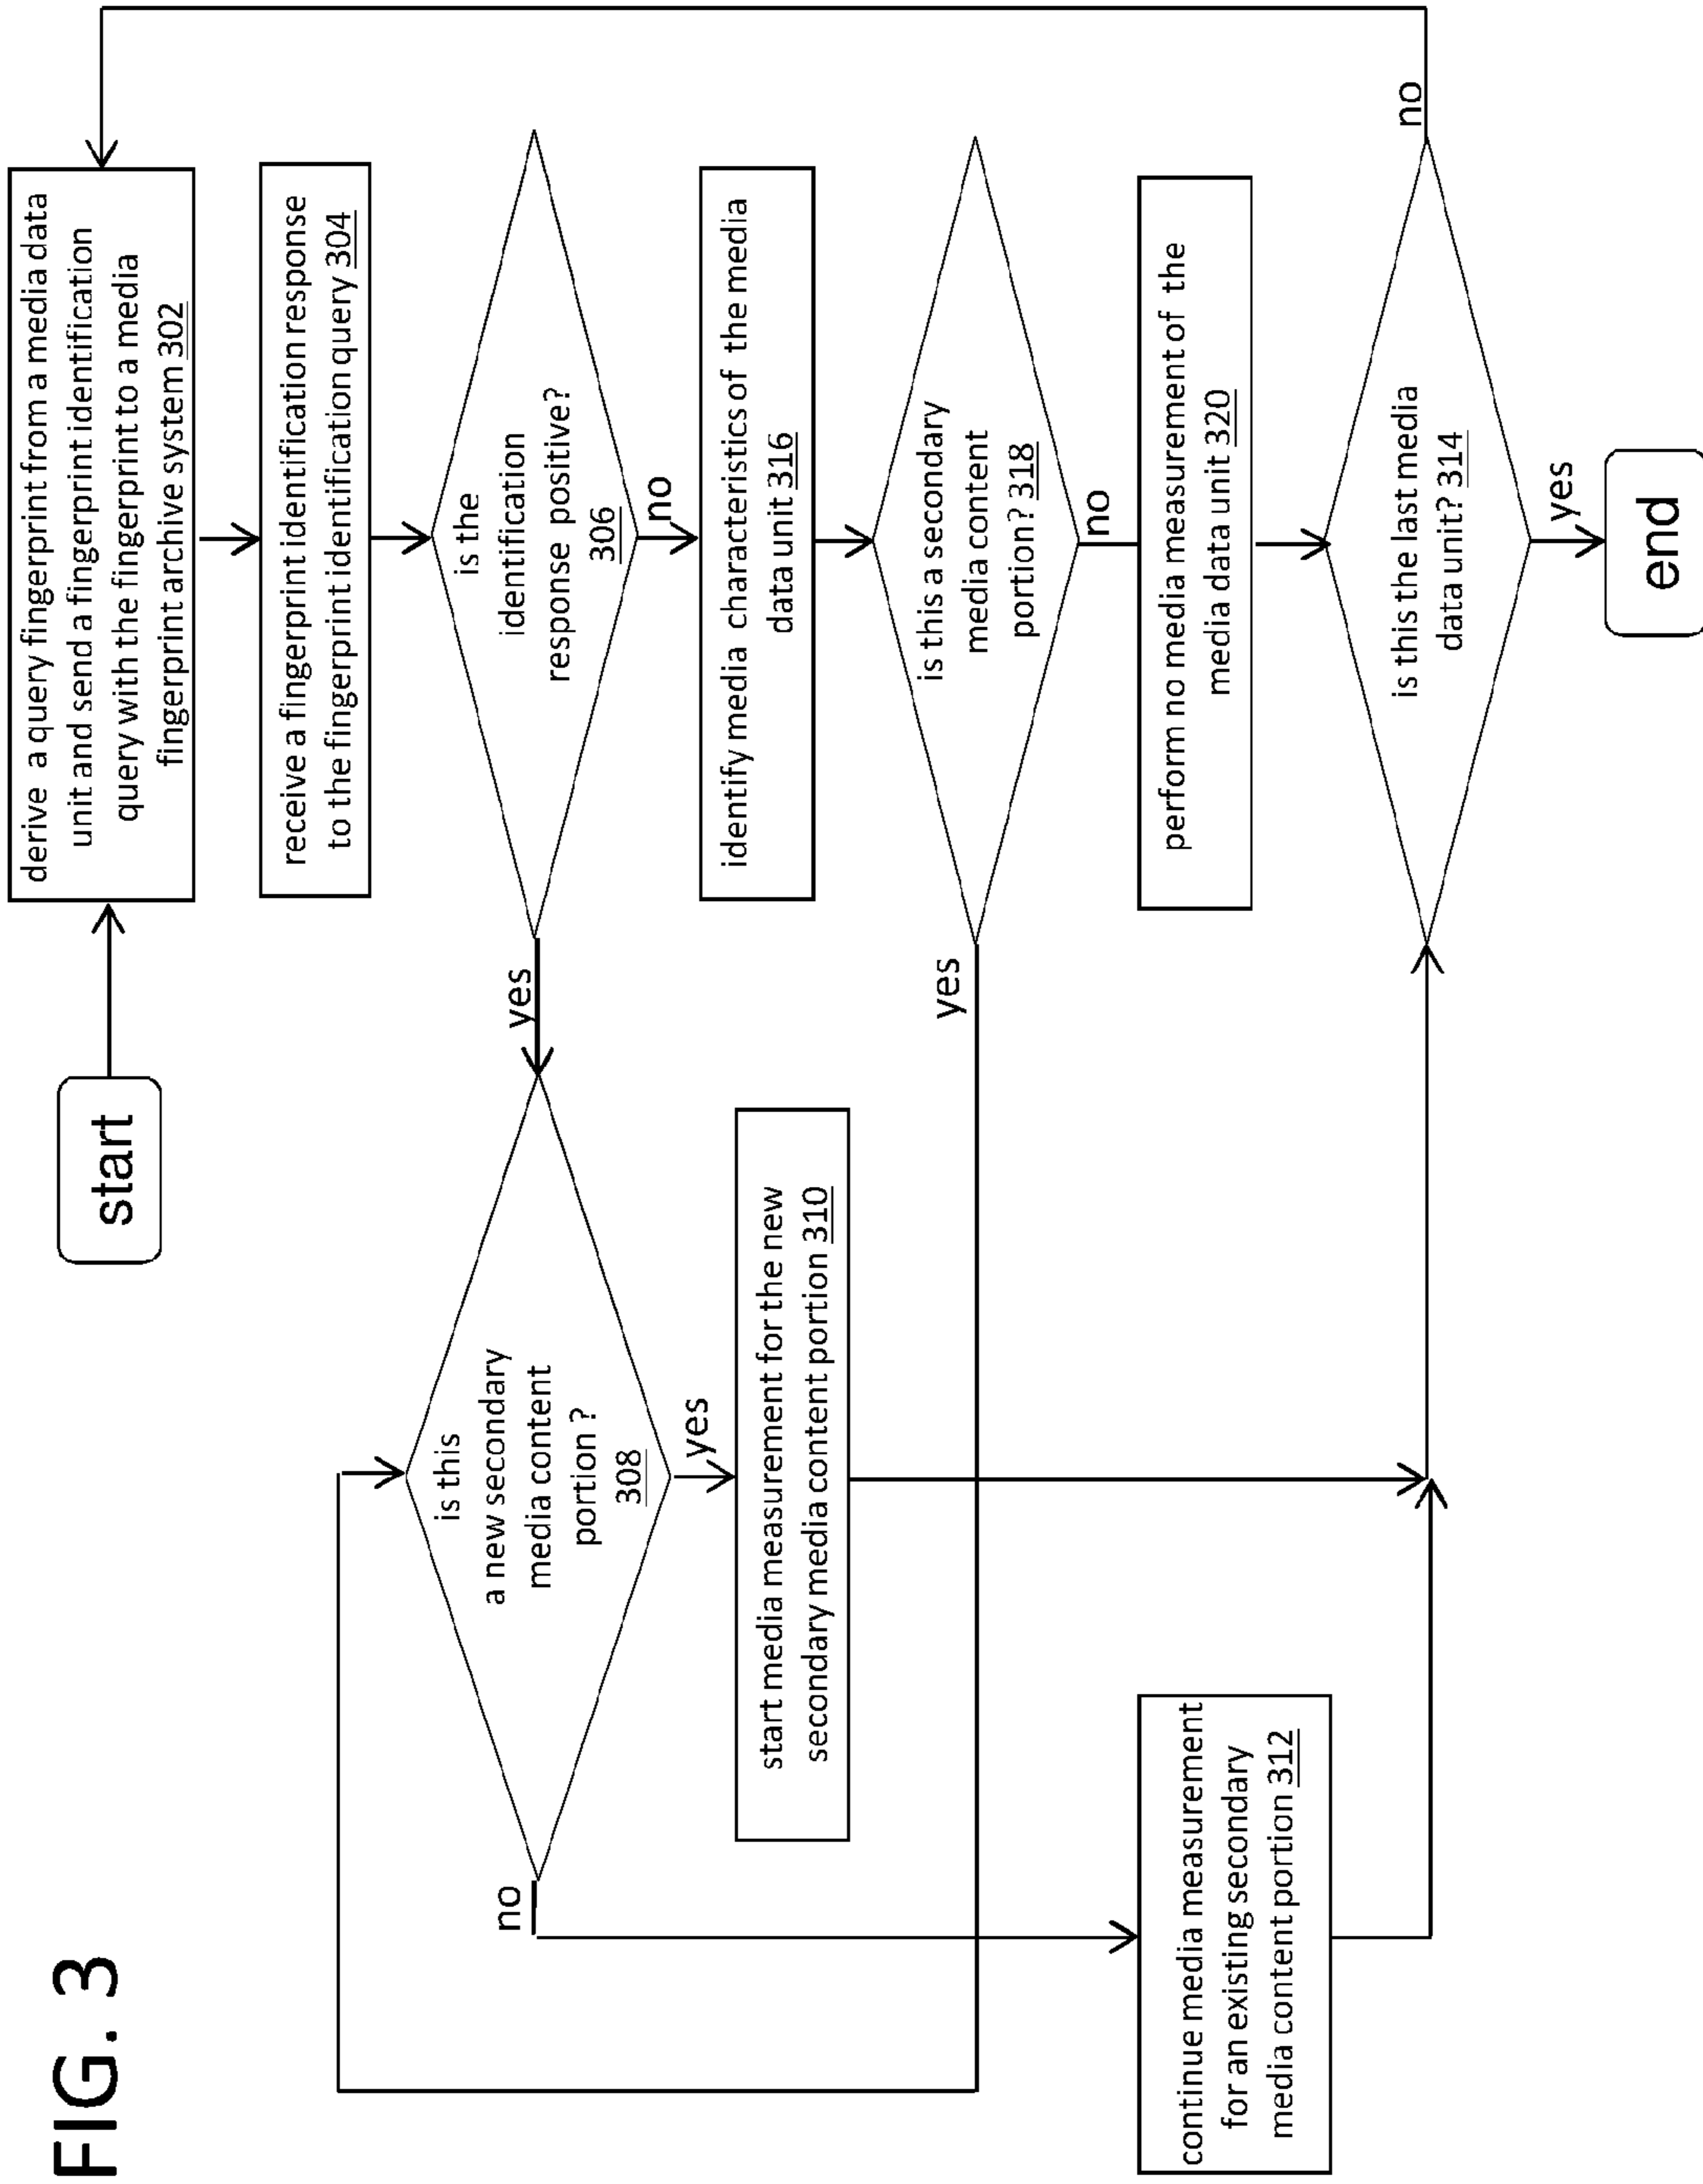 FIG. 3
start
derive a query fingerprint from a media data
unit and send a fingerprint identification
query with the fingerprint to a media
fingerprint archive system 302
receive a fingerprint identification response
to the fingerprint identification query 304
is the
identification
response positive?
306
yes
no
is this
a new secondary
media content
portion ?
308
no
yes
start media measurement for the new
secondary media content portion 310
identify media characteristics of the media
data unit 316
is this a secondary
media content
portion? 318
yes
no
continue media measurement
for an existing secondary
media content portion 312
perform no media measurement of the
media data unit 320
is this the last media
data unit? 314
no
yes
end